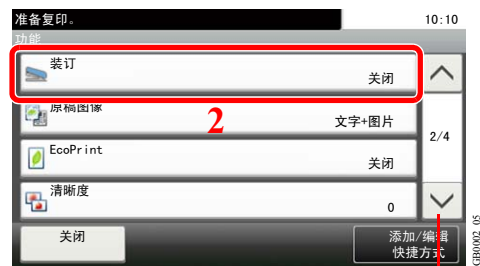 准备复印。 10:10
功能
装订
关闭
原稿图像
2
文字+图片
2/4
EcoPrint
关闭
清晰度
0
关闭
添加/编辑
快捷方式
GB0002_05